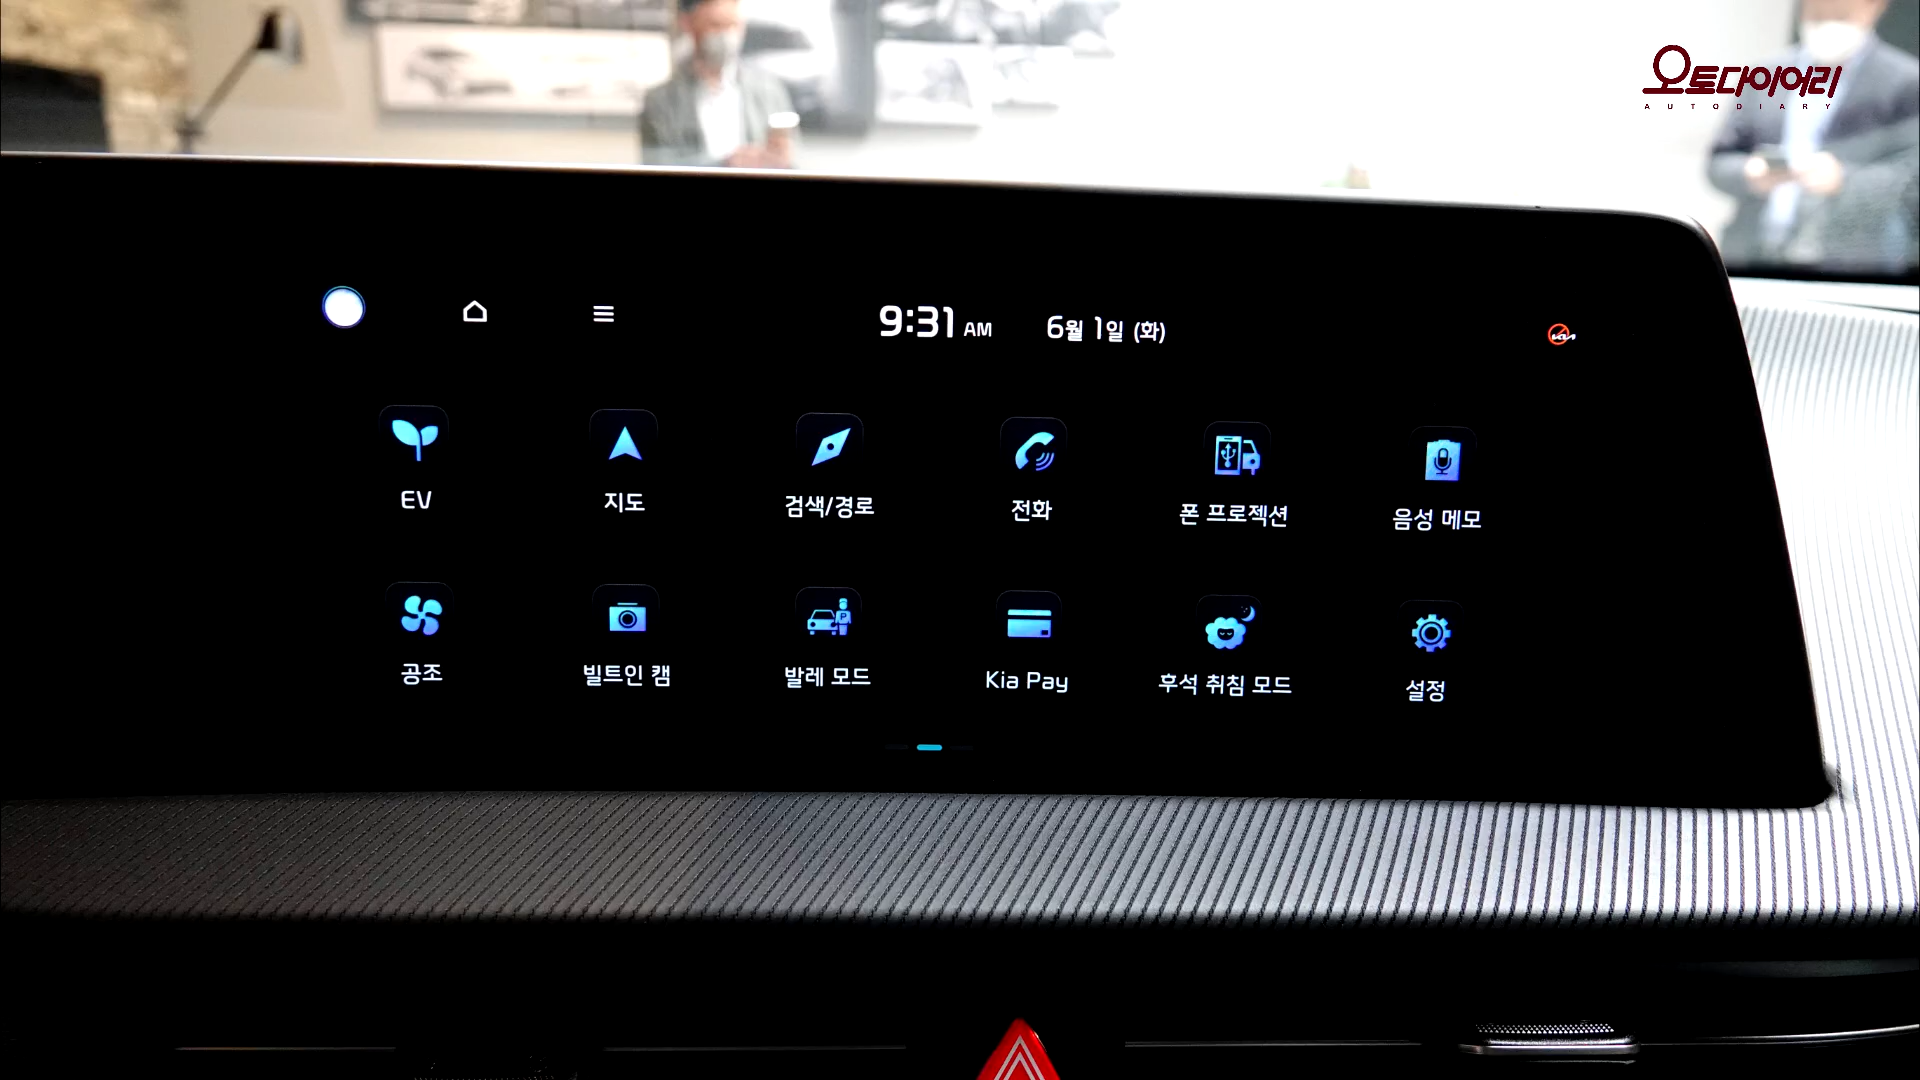 오토다이어리
AUTODIARY
9:31 AM 6월 1일 (화)
EV 지도 검색/경로 전화 폰 프로젝션 음성 메모
공조 빌트인 캠 발레 모드 Kia Pay 후석 취침 모드 설정